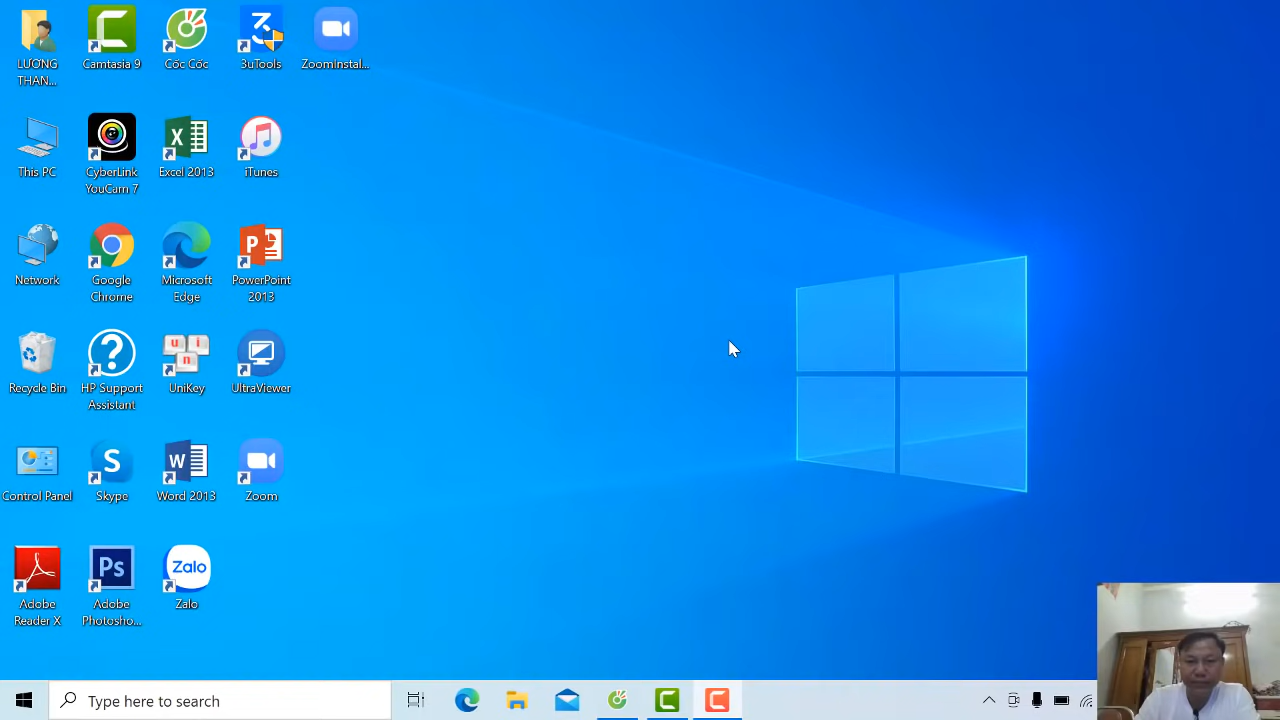 LƯƠNG
THAN...
Camtasia 9
Cốc Cốc
3uTools
ZoomInstal...
This PC
CyberLink
YouCam 7
Excel 2013
iTunes
Network
Google
Chrome
Microsoft
Edge
PowerPoint
2013
Recycle Bin
HP Support
Assistant
UniKey
UltraViewer
Control Panel
Skype
Word 2013
Zoom
Adobe
Reader X
Adobe
Photosho...
Zalo
Zalo
Type here to search